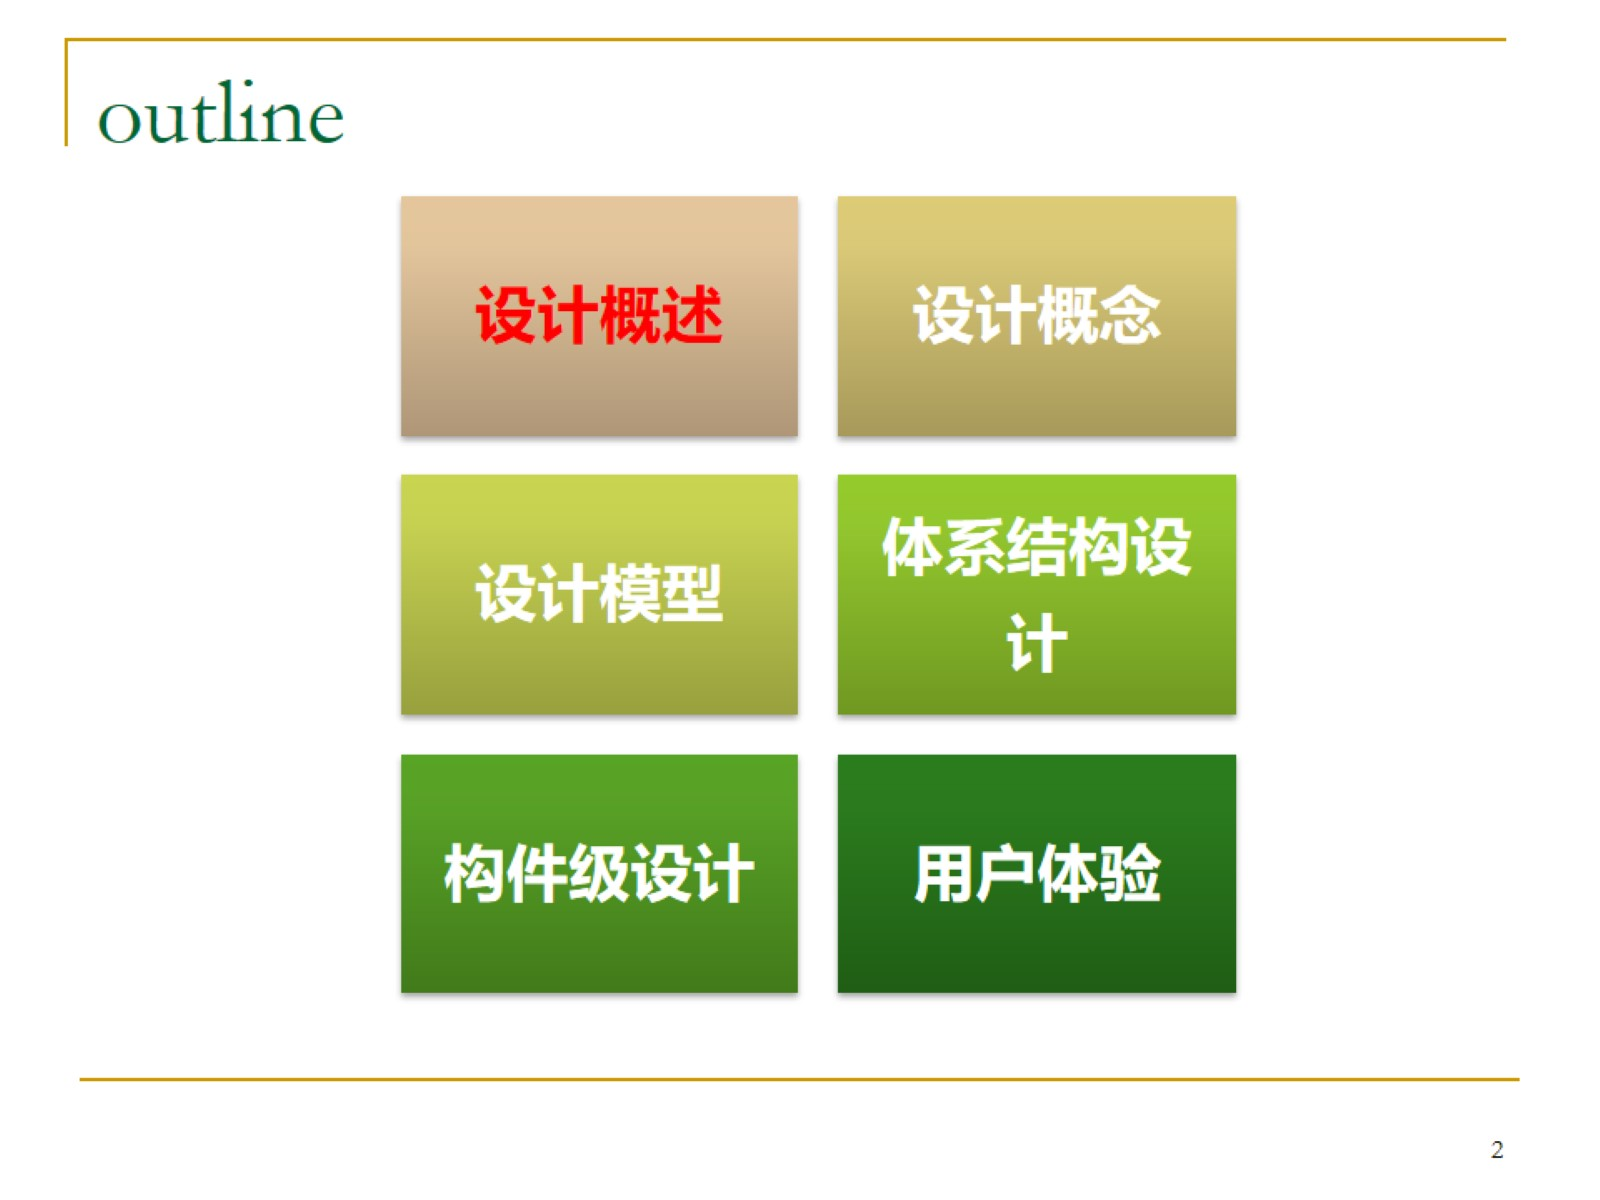 outline
设计概述
设计概念
设计模型
体系结构设
计
构件级设计
用户体验
2